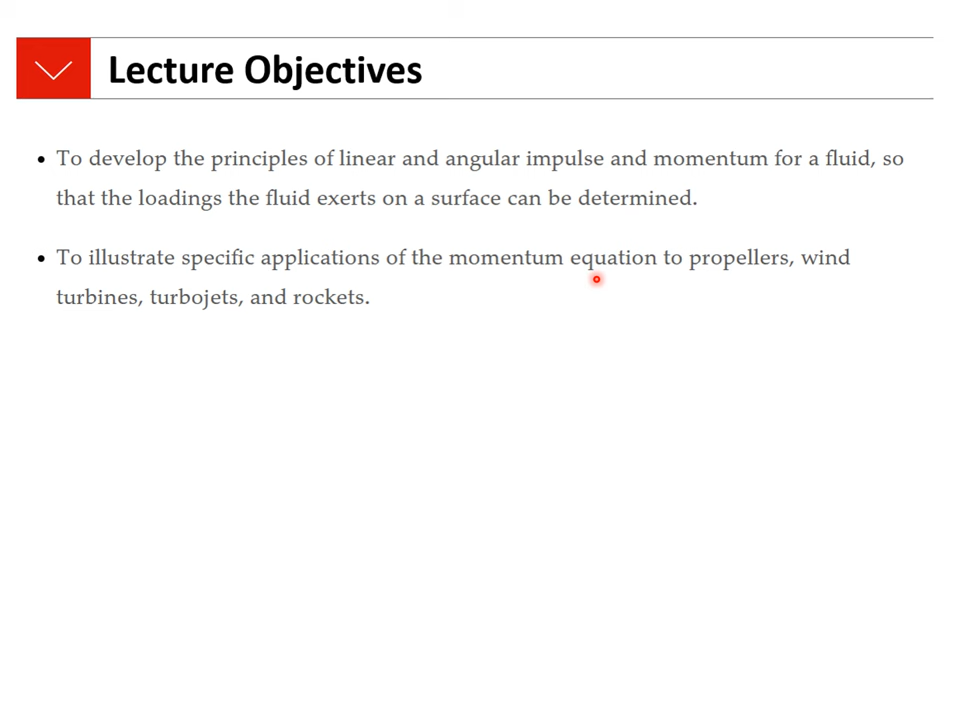 Lecture Objectives
• To develop the principles of linear and angular impulse and momentum for a fluid, so
that the loadings the fluid exerts on a surface can be determined.
• To illustrate specific applications of the momentum equation to propellers, wind
turbines, turbojets, and rockets.